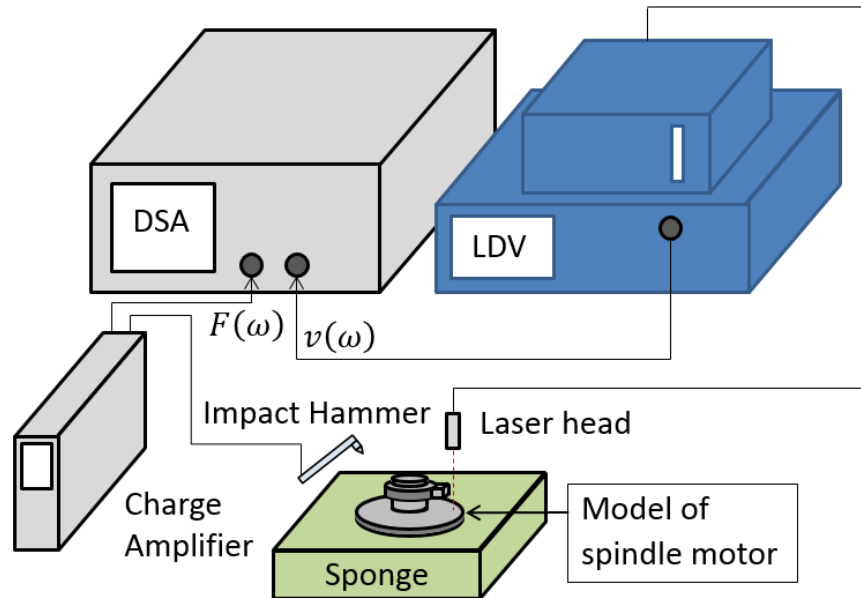 DSA
LDV
F(ω)
v(ω)
Impact Hammer
Laser head
Charge
Amplifier
Model of
spindle motor
Sponge